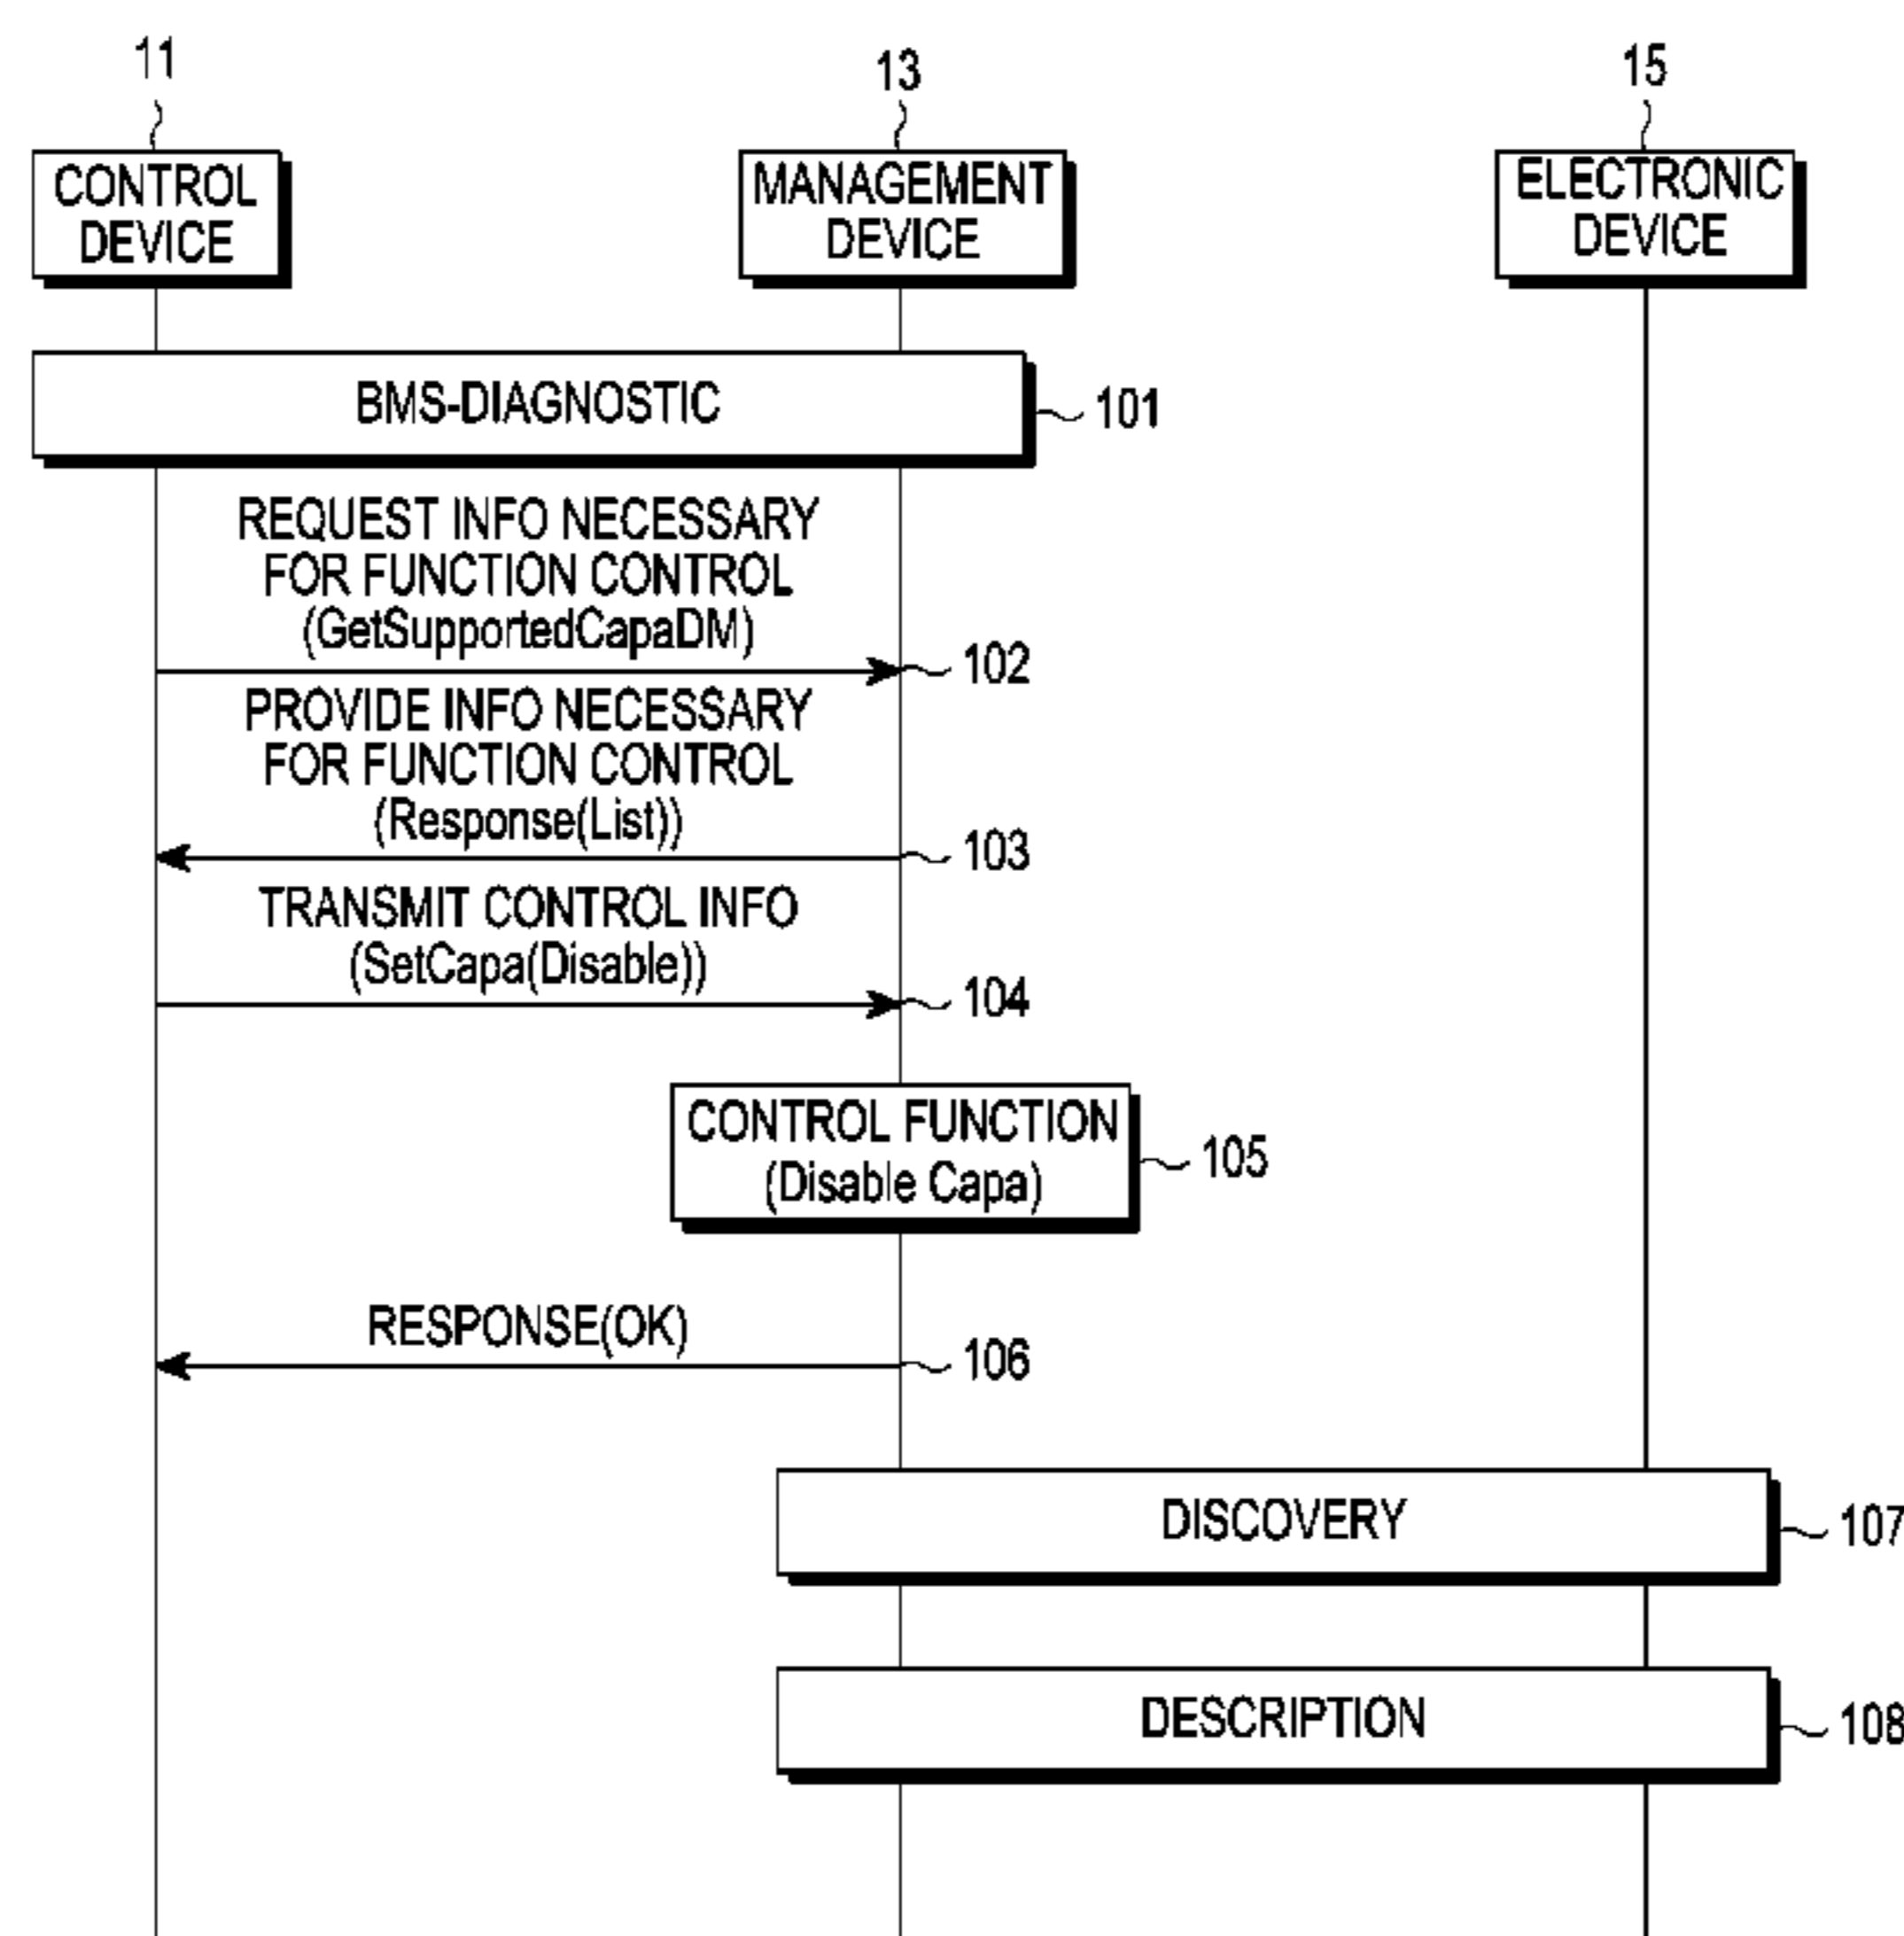 11
13
15
CONTROL
DEVICE
MANAGEMENT
DEVICE
ELECTRONIC
DEVICE
BMS-DIAGNOSTIC
101
REQUEST INFO NECESSARY
FOR FUNCTION CONTROL
(GetSupportedCapaDM)
102
PROVIDE INFO NECESSARY
FOR FUNCTION CONTROL
(Response(List))
103
TRANSMIT CONTROL INFO
(SetCapa(Disable))
104
CONTROL FUNCTION
(Disable Capa)
105
RESPONSE(OK)
106
DISCOVERY
107
DESCRIPTION
108